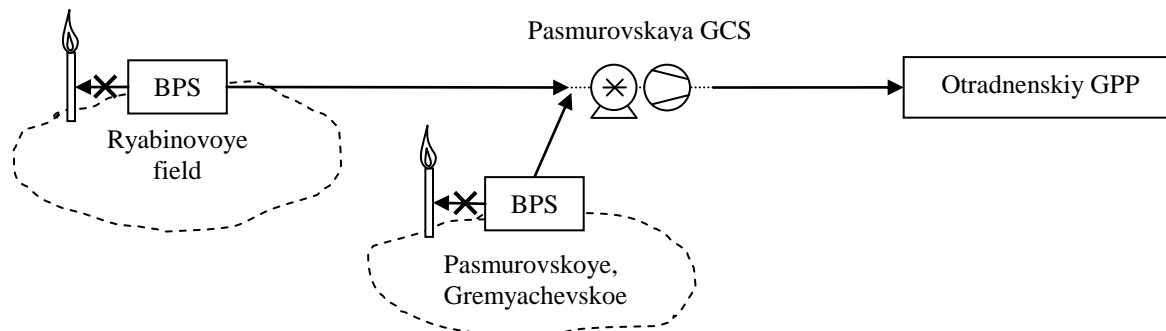 Pasmurovskaya GCS
BPS
Otradnenskiy GPP
Ryabinovoye
field
BPS
Pasmurovskoye,
Gremyachevskoe